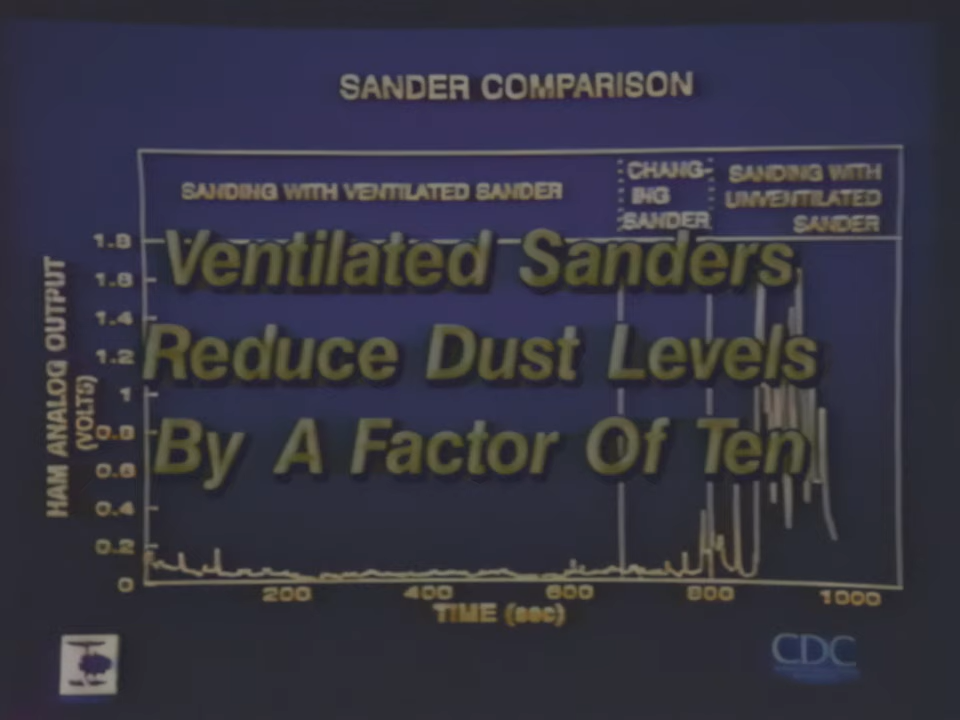 SANDER COMPARISON
SANDING WITH VENTILATED SANDER
CHANG-
ING
SANDER
SANDING WITH
UNVENTILATED
SANDER
Ventilated Sanders
Reduce Dust Levels
By A Factor Of Ten
HAM ANALOG OUTPUT
(VOLTS)
1.8
1.6
1.4
1.2
1
0.8
0.6
0.4
0.2
0
200
400
600
800
1000
TIME (sec)
CDC